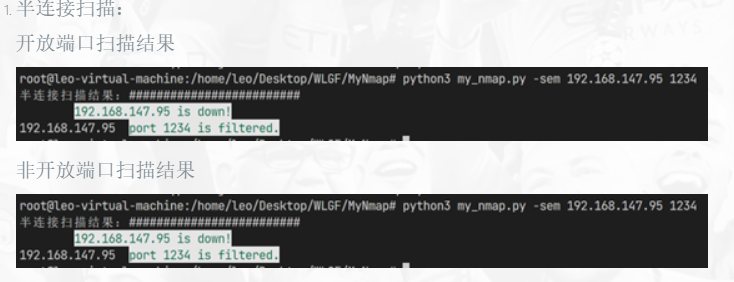 1. 半连接扫描：
开放端口扫描结果
root@leo-virtual-machine:/home/leo/Desktop/WLGF/MyNmap# python3 my_nmap.py -sem 192.168.147.95 1234
半连接扫描结果: #########################
192.168.147.95 is down!
192.168.147.95 port 1234 is filtered.
非开放端口扫描结果
root@leo-virtual-machine:/home/leo/Desktop/WLGF/MyNmap# python3 my_nmap.py -sem 192.168.147.95 1234
半连接扫描结果: #########################
192.168.147.95 is down!
192.168.147.95 port 1234 is filtered.